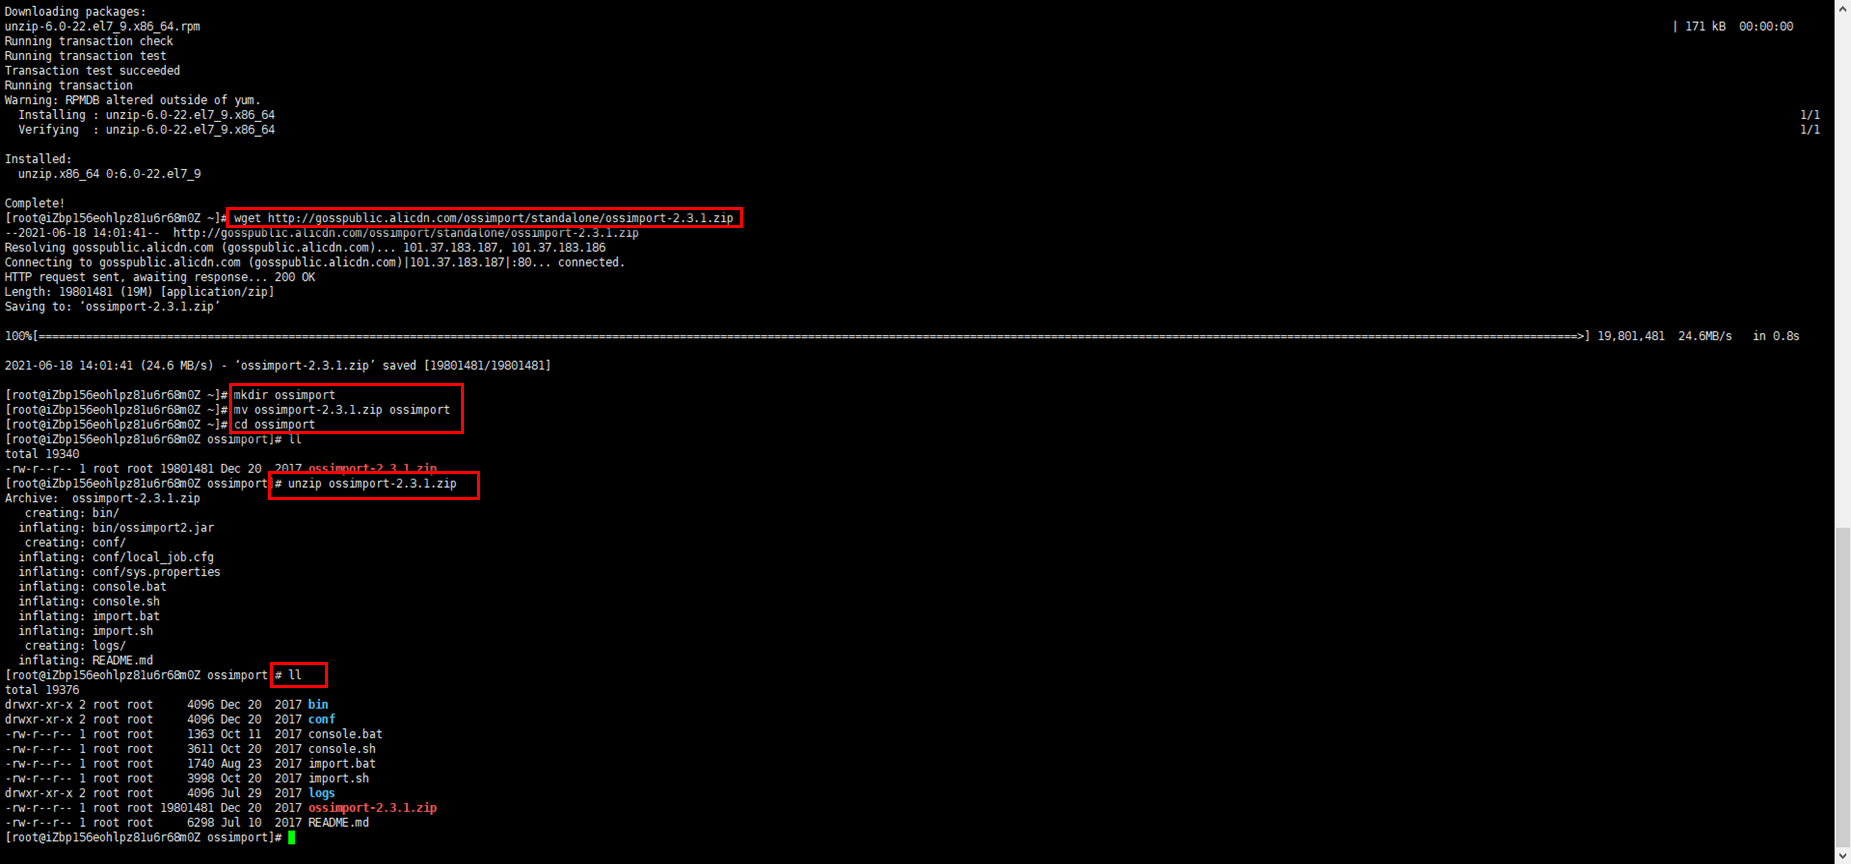 Downloading packages:
unzip-6.0-22.el7_9.x86_64.rpm | 171 kB 00:00:00
Running transaction check
Running transaction test
Transaction test succeeded
Running transaction
Warning: RPMDB altered outside of yum.
Installing : unzip-6.0-22.el7_9.x86_64 1/1
Verifying : unzip-6.0-22.el7_9.x86_64 1/1
Installed:
unzip.x86_64 0:6.0-22.el7_9
Complete!
[root@iZbp156eohlpz81u6r68m0Z ~]# wget http://gosspublic.alicdn.com/ossimport/standalone/ossimport-2.3.1.zip
--2021-06-18 14:01:41-- http://gosspublic.alicdn.com/ossimport/standalone/ossimport-2.3.1.zip
Resolving gosspublic.alicdn.com (gosspublic.alicdn.com)... 101.37.183.187, 101.37.183.186
Connecting to gosspublic.alicdn.com (gosspublic.alicdn.com)|101.37.183.187|:80... connected.
HTTP request sent, awaiting response... 200 OK
Length: 19801481 (19M) [application/zip]
Saving to: ‘ossimport-2.3.1.zip’
100%[=====================================================================================================>] 19,801,481 24.6MB/s in 0.8s
2021-06-18 14:01:41 (24.6 MB/s) - ‘ossimport-2.3.1.zip’ saved [19801481/19801481]
[root@iZbp156eohlpz81u6r68m0Z ~]# mkdir ossimport
[root@iZbp156eohlpz81u6r68m0Z ~]# mv ossimport-2.3.1.zip ossimport
[root@iZbp156eohlpz81u6r68m0Z ~]# cd ossimport
[root@iZbp156eohlpz81u6r68m0Z ossimport]# ll
total 19340
-rw-r--r-- 1 root root 19801481 Dec 20 2017 ossimport-2.3.1.zip
[root@iZbp156eohlpz81u6r68m0Z ossimport]# unzip ossimport-2.3.1.zip
Archive: ossimport-2.3.1.zip
creating: bin/
inflating: bin/ossimport2.jar
creating: conf/
inflating: conf/local_job.cfg
inflating: conf/sys.properties
inflating: console.bat
inflating: console.sh
inflating: import.bat
inflating: import.sh
creating: logs/
inflating: README.md
[root@iZbp156eohlpz81u6r68m0Z ossimport]# ll
total 19376
drwxr-xr-x 2 root root 4096 Dec 20 2017 bin
drwxr-xr-x 2 root root 4096 Dec 20 2017 conf
-rw-r--r-- 1 root root 1363 Oct 11 2017 console.bat
-rw-r--r-- 1 root root 3611 Oct 20 2017 console.sh
-rw-r--r-- 1 root root 1740 Aug 23 2017 import.bat
-rw-r--r-- 1 root root 3998 Oct 20 2017 import.sh
drwxr-xr-x 2 root root 4096 Jul 29 2017 logs
-rw-r--r-- 1 root root 19801481 Dec 20 2017 ossimport-2.3.1.zip
-rw-r--r-- 1 root root 6298 Jul 10 2017 README.md
[root@iZbp156eohlpz81u6r68m0Z ossimport]#